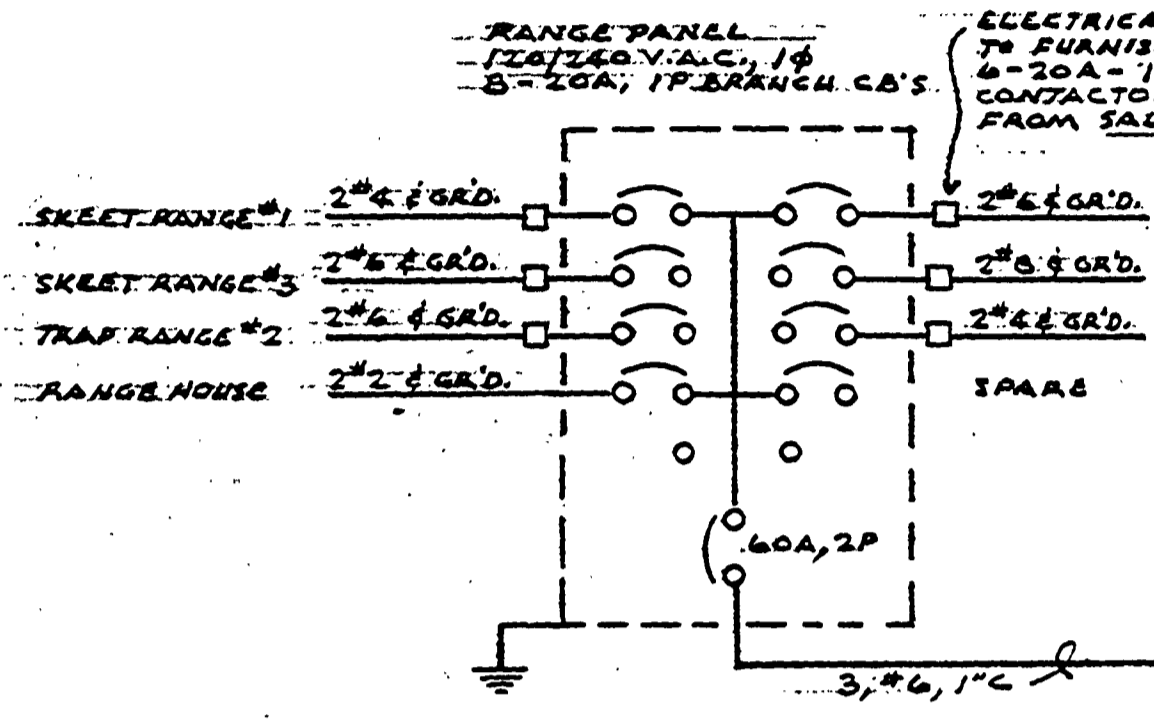 RANGE PANEL
120/240 V.A.C., 1φ
8-20A, 1P BRANCH CB'S
ELECTRICA
TO FURNIS
6-20A-1
CONTACTO
FROM
SKEET RANGE #1
2#4 & GR'D.
2#6 & GR'D.
SKEET RANGE #3
2#6 & GR'D.
2#8 & GR'D.
TRAP RANGE #2
2#6 & GR'D.
2#4 & GR'D.
RANGE HOUSE
2#2 & GR'D.
SPARE
60A, 2P
3, #6, 1"C